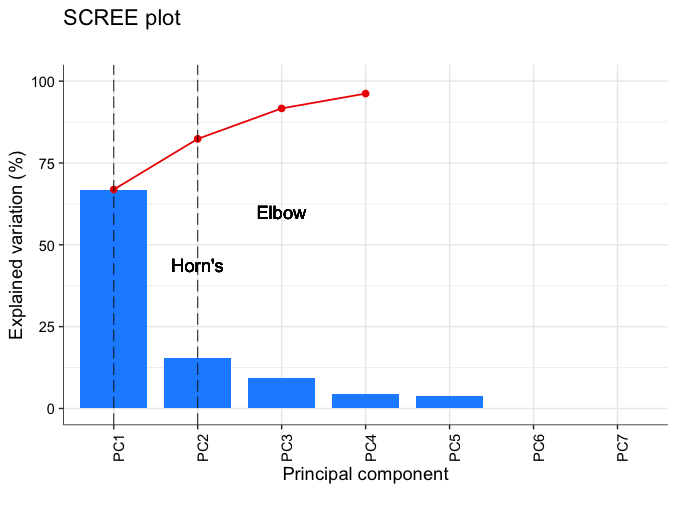 SCREE plot
Explained variation (%)
100
75
50
25
0
Elbow
Horn's
PC1
PC2
PC3
PC4
PC5
PC6
PC7
Principal component